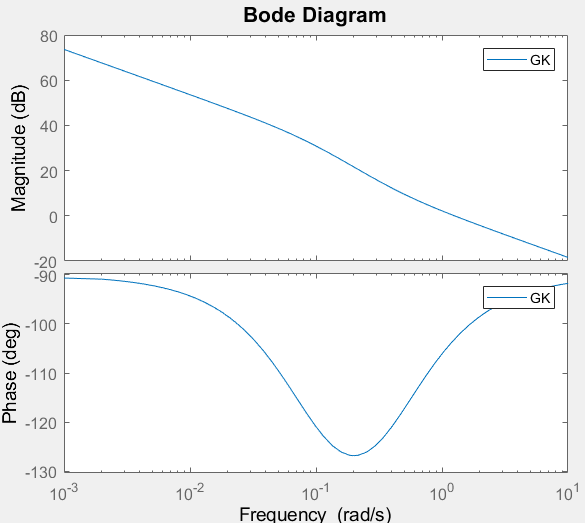 Bode Diagram
80
60
40
20
0
-20
Magnitude (dB)
GK
-90
-100
-110
-120
-130
Phase (deg)
GK
10^-3 10^-2 10^-1 10^0 10^1
Frequency (rad/s)